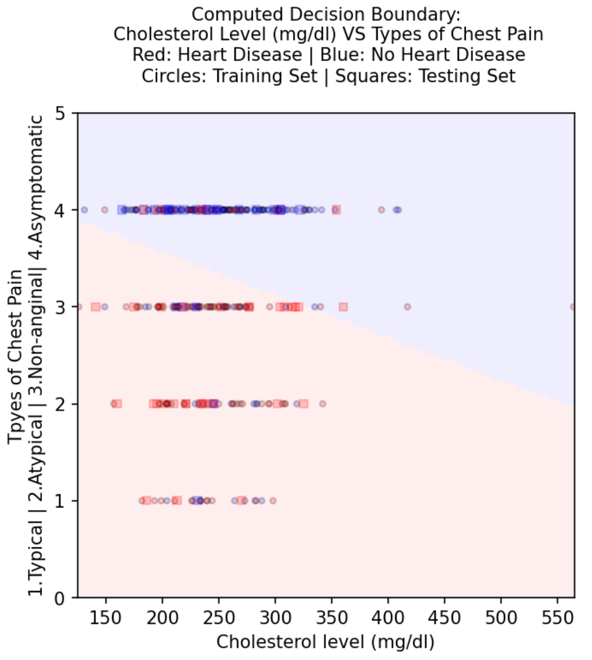 Computed Decision Boundary:
Cholesterol Level (mg/dl) VS Types of Chest Pain
Red: Heart Disease | Blue: No Heart Disease
Circles: Training Set | Squares: Testing Set
Tpyes of Chest Pain
1.Typical | 2.Atypical | 3.Non-anginal| 4.Asymptomatic
5
4
3
2
1
0
150 200 250 300 350 400 450 500 550
Cholesterol level (mg/dl)